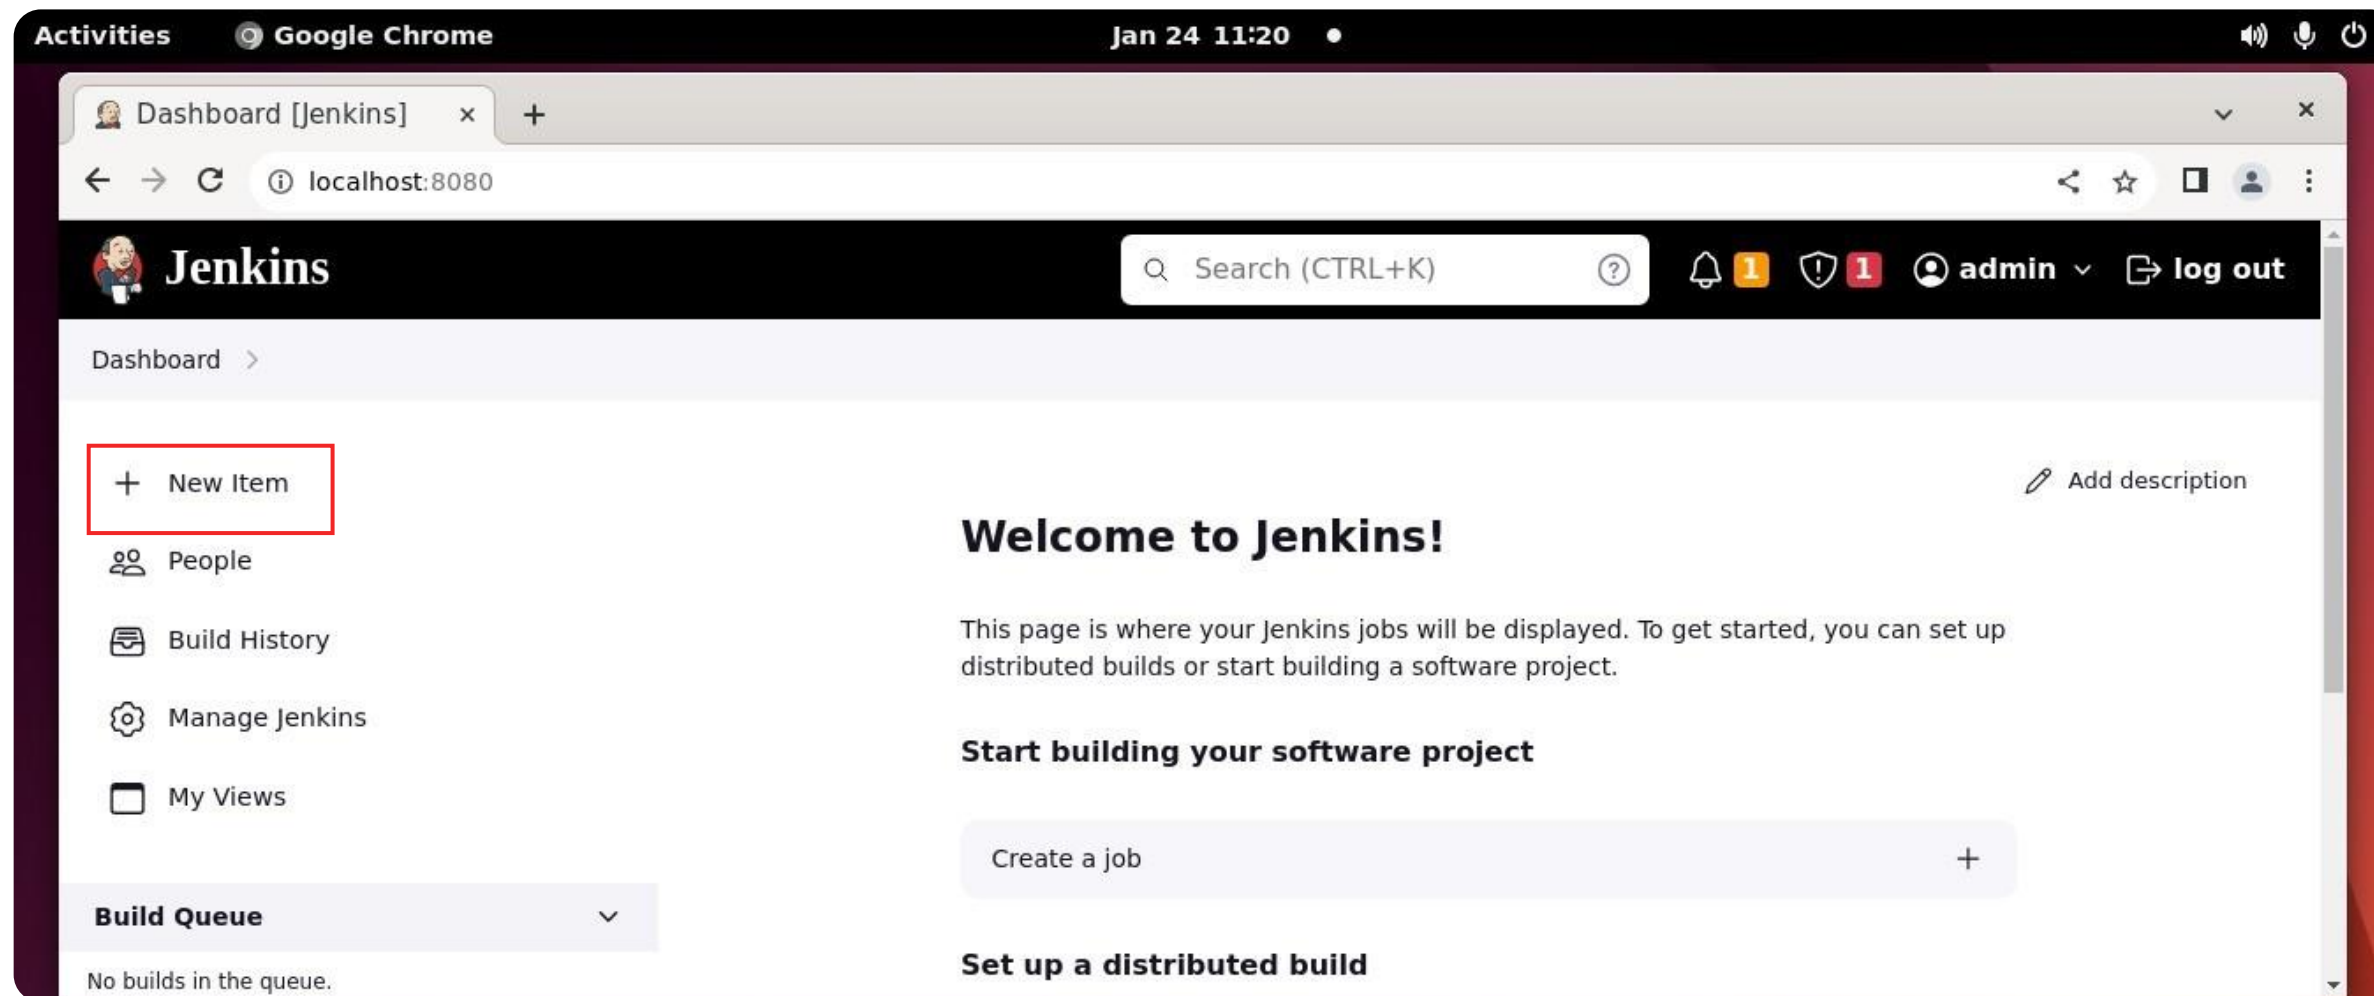 Activities Google Chrome Jan 24 11:20
Dashboard [Jenkins]
localhost:8080
Jenkins Search (CTRL+K) 1 1 admin log out
Dashboard
New Item
People
Build History
Manage Jenkins
My Views
Build Queue
No builds in the queue.
Add description
Welcome to Jenkins!
This page is where your Jenkins jobs will be displayed. To get started, you can set up
distributed builds or start building a software project.
Start building your software project
Create a job
Set up a distributed build